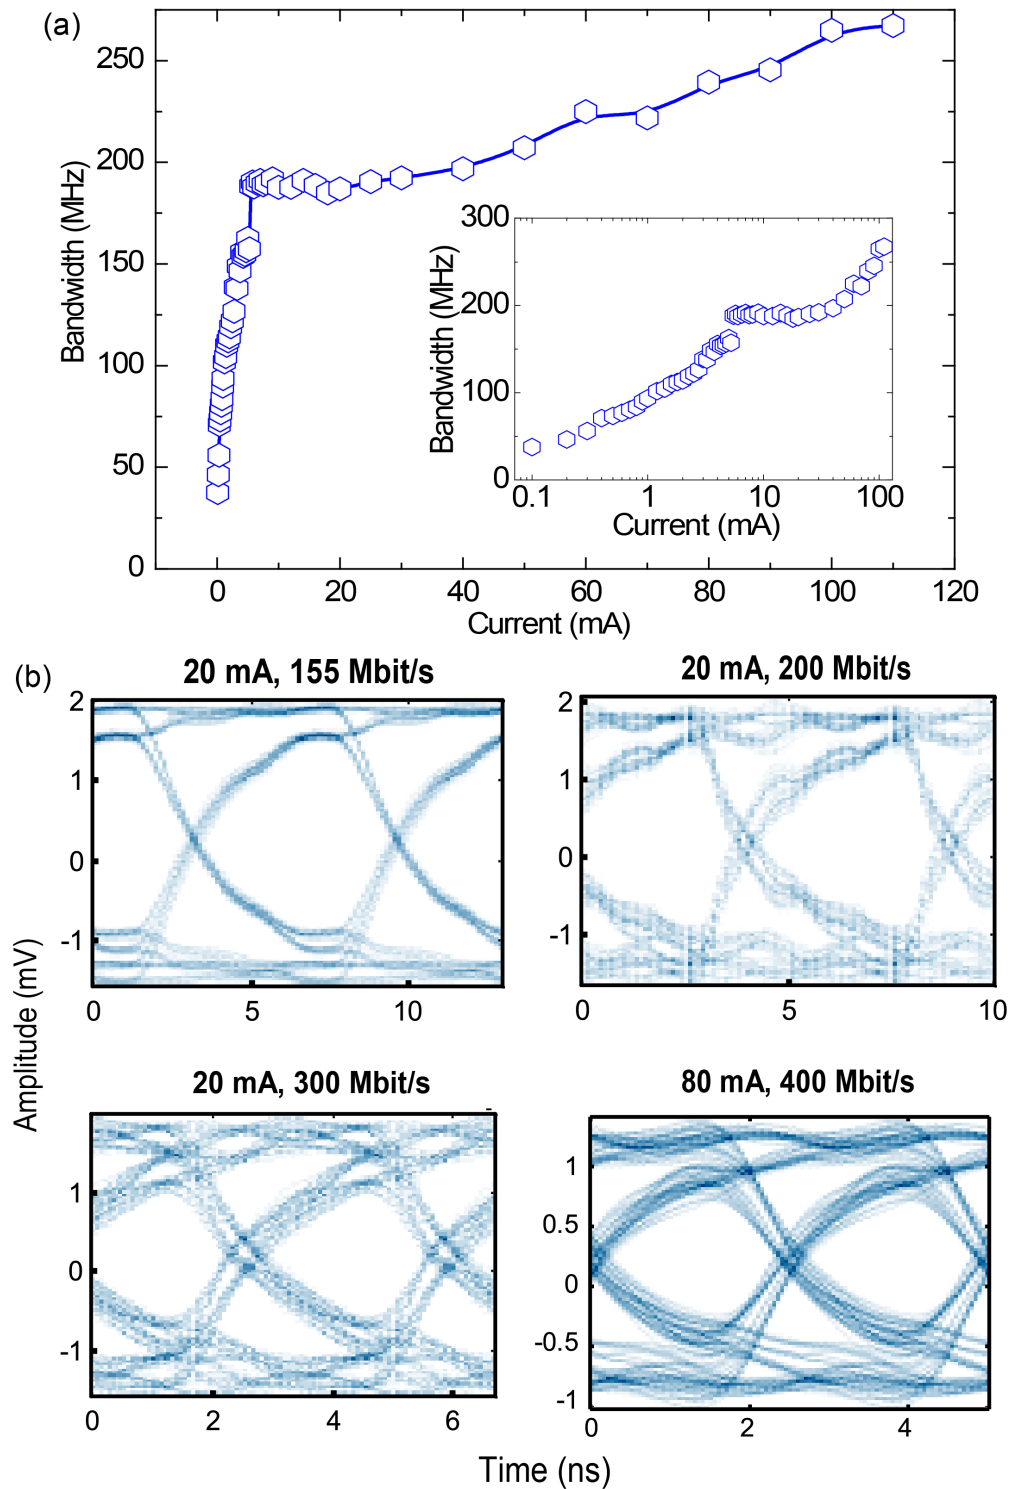 (a)
250
200
150
100
50
0
Bandwidth (MHz)
0 20 40 60 80 100 120
Current (mA)
300
200
100
0
Bandwidth (MHz)
0.1 1 10 100
Current (mA)
(b)
20 mA, 155 Mbit/s
2
1
0
-1
0 5 10
20 mA, 200 Mbit/s
2
1
0
-1
0 5 10
Amplitude (mV)
20 mA, 300 Mbit/s
1
0
-1
0 2 4 6
80 mA, 400 Mbit/s
1
0.5
0
-0.5
-1
0 2 4
Time (ns)